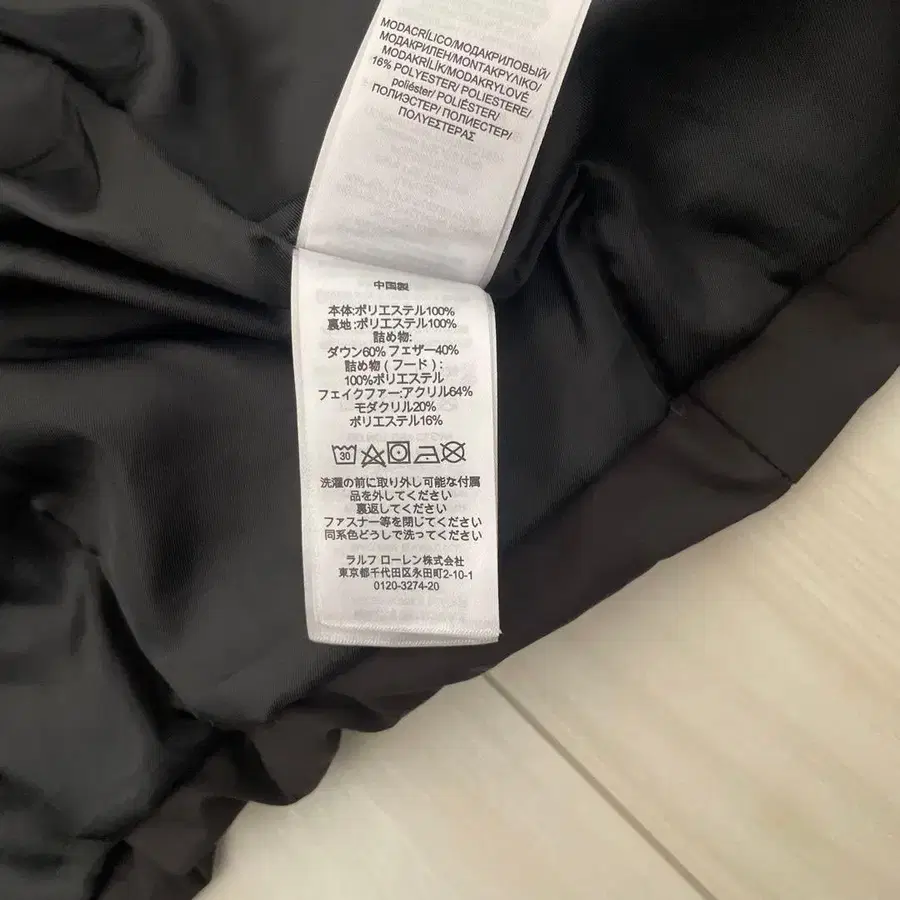 MODACRÍLICO/МОДАКРИЛОВЫЙ/
МОДАКРИЛЕН/ΜΟΝΤΑΚΡΥΛΙΚΟ/
MODAKRİLİK/MODAKRYLOVÉ
16% POLYESTER/ POLIESTERE/
poliéster/ POLIÉSTER/
ПОЛИЭСТЕР/ ПОЛИЕСТЕР/
ΠΟΛΥΕΣΤΕΡΑΣ
中国製
本体:ポリエステル100%
裏地:ポリエステル100%
詰め物:
ダウン60% フェザー40%
詰め物(フード):
100%ポリエステル
フェイクファー:アクリル64%
モダクリル20%
ポリエステル16%
30
洗濯の前に取り外し可能な付属
品を外してください
裏返してください
ファスナー等を閉じてください
同系色どうしで洗ってください
ラルフ ローレン株式会社
東京都千代田区永田町2-10-1
0120-3274-20